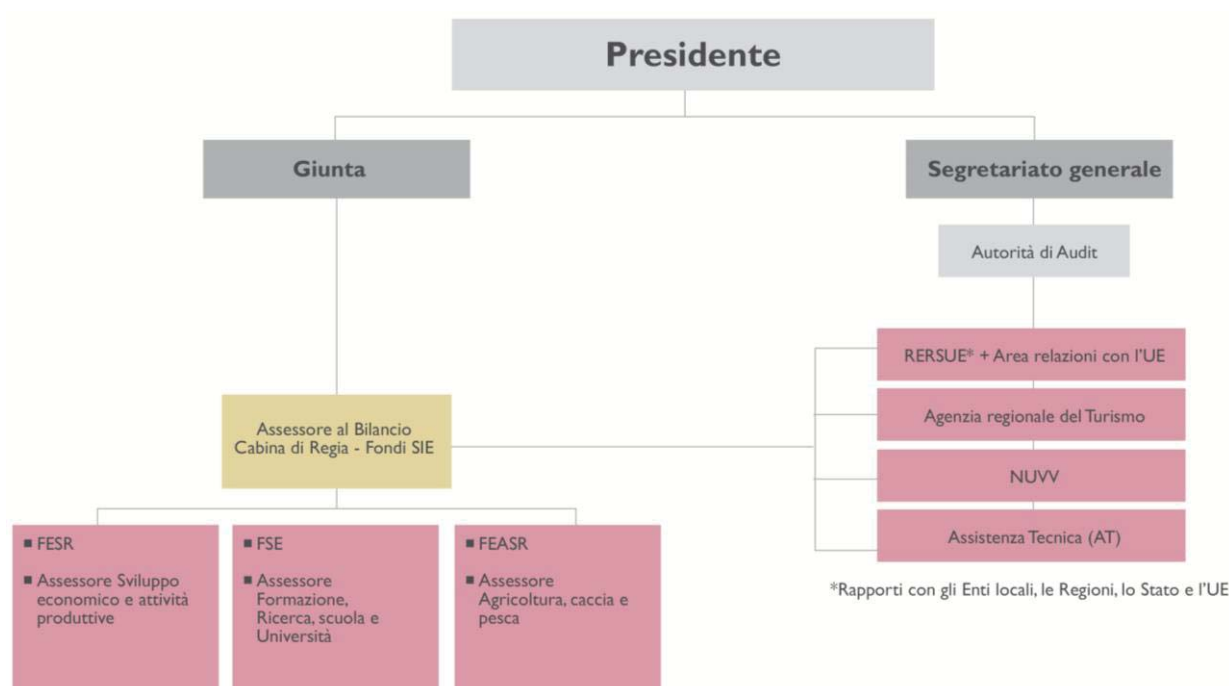 Presidente
Giunta
Segretariato generale
Autorità di Audit
RERSUE* + Area relazioni con l'UE
Agenzia regionale del Turismo
NUVV
Assistenza Tecnica (AT)
*Rapporti con gli Enti locali, le Regioni, lo Stato e l'UE
Assessore al Bilancio
Cabina di Regia - Fondi SIE
■ FESR
■ Assessore Sviluppo
economico e attività
produttive
■ FSE
■ Assessore
Formazione,
Ricerca, scuola e
Università
■ FEASR
■ Assessore
Agricoltura, caccia e
pesca